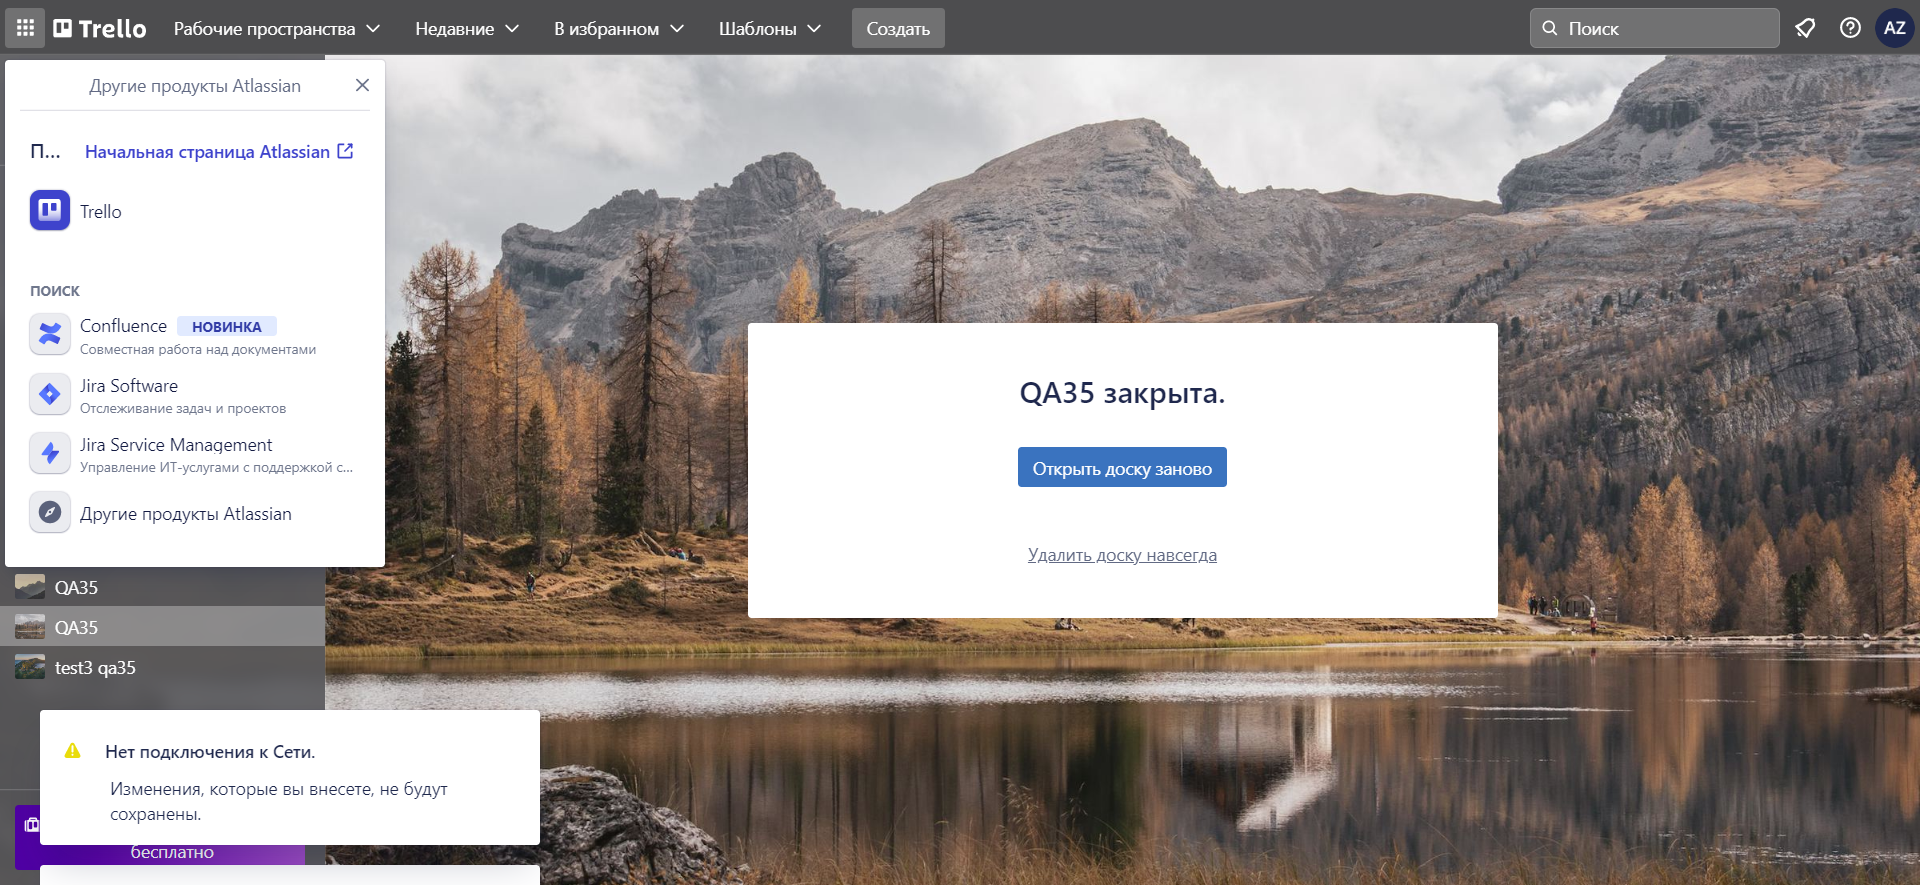 Trello
Рабочие пространства
Недавние
В избранном
Шаблоны
Создать
Поиск
AZ
Другие продукты Atlassian
П...
Начальная страница Atlassian
Trello
ПОИСК
Confluence НОВИНКА
Совместная работа над документами
Jira Software
Отслеживание задач и проектов
Jira Service Management
Управление ИТ-услугами с поддержкой с...
Другие продукты Atlassian
QA35
QA35
test3 qa35
QA35 закрыта.
Открыть доску заново
Удалить доску навсегда
Нет подключения к Сети.
Изменения, которые вы внесете, не будут
сохранены.
бесплатно